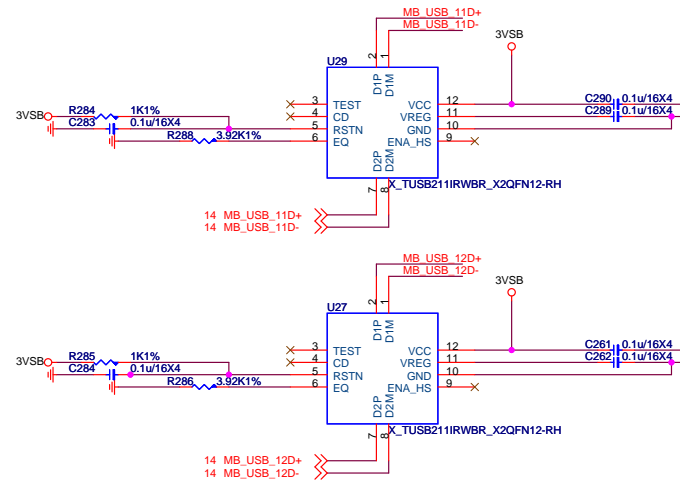 MB_USB_11D+
MB_USB_11D-
3VSB
2
1
U29
D1P
D1M
R284 1K1%
3 TEST VCC 12 C290 0.1u/16X4
3VSB
C283 0.1u/16X4
4 CD VREG 11 C289 0.1u/16X4
5 RSTN GND 10
R288 3.92K1%
6 EQ ENA_HS 9
D2P
D2M
7
8
X_TUSB211IRWBR_X2QFN12-RH
14 MB_USB_11D+
14 MB_USB_11D-
MB_USB_12D+
MB_USB_12D-
3VSB
2
1
U27
D1P
D1M
R285 1K1%
3 TEST VCC 12 C261 0.1u/16X4
3VSB
C284 0.1u/16X4
4 CD VREG 11 C262 0.1u/16X4
5 RSTN GND 10
R286 3.92K1%
6 EQ ENA_HS 9
D2P
D2M
7
8
X_TUSB211IRWBR_X2QFN12-RH
14 MB_USB_12D+
14 MB_USB_12D-